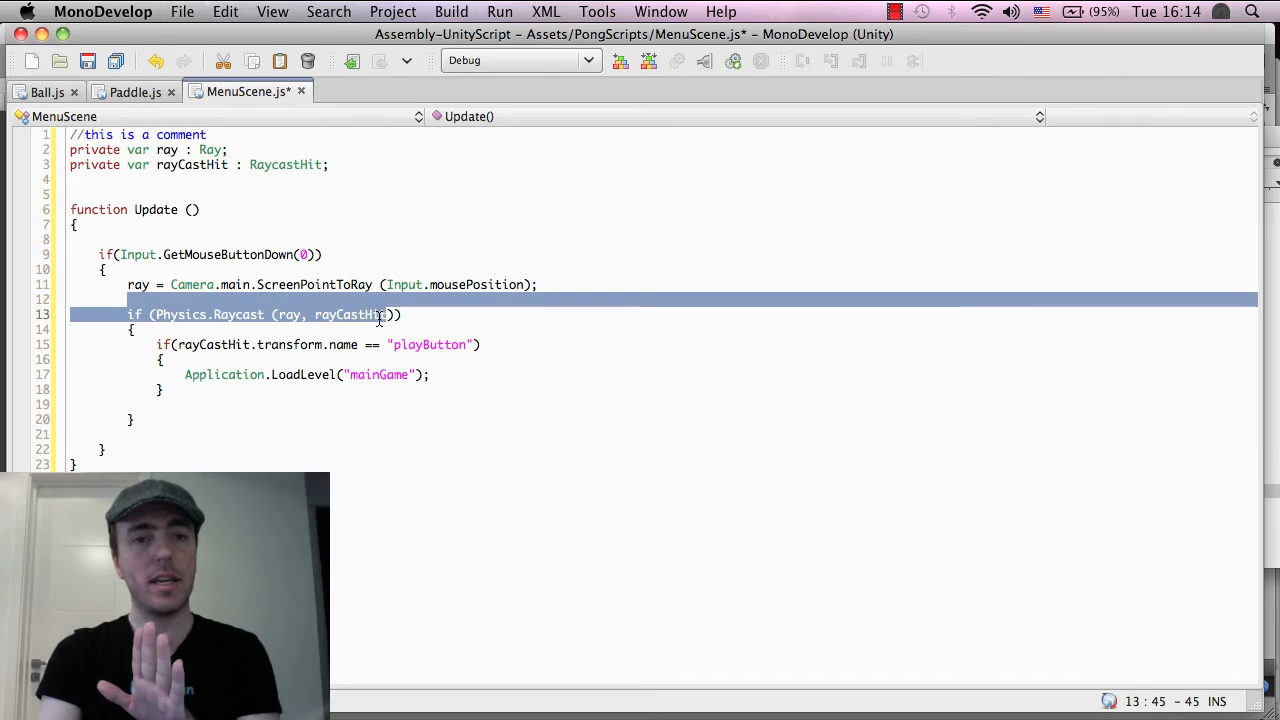 MonoDevelop File Edit View Search Project Build Run XML Tools Window Help (95%) Tue 16:14
Assembly-UnityScript - Assets/PongScripts/MenuScene.js* - MonoDevelop (Unity)
Debug
Ball.js Paddle.js MenuScene.js*
MenuScene Update()
1 //this is a comment
2 private var ray : Ray;
3 private var rayCastHit : RaycastHit;
4
5
6 function Update ()
7 {
8
9 if(Input.GetMouseButtonDown(0))
10 {
11 ray = Camera.main.ScreenPointToRay (Input.mousePosition);
12
13 if (Physics.Raycast (ray, rayCastHit))
14 {
15 if(rayCastHit.transform.name == "playButton")
16 {
17 Application.LoadLevel("mainGame");
18 }
19
20 }
21
22 }
23 }
13 : 45 - 45 INS